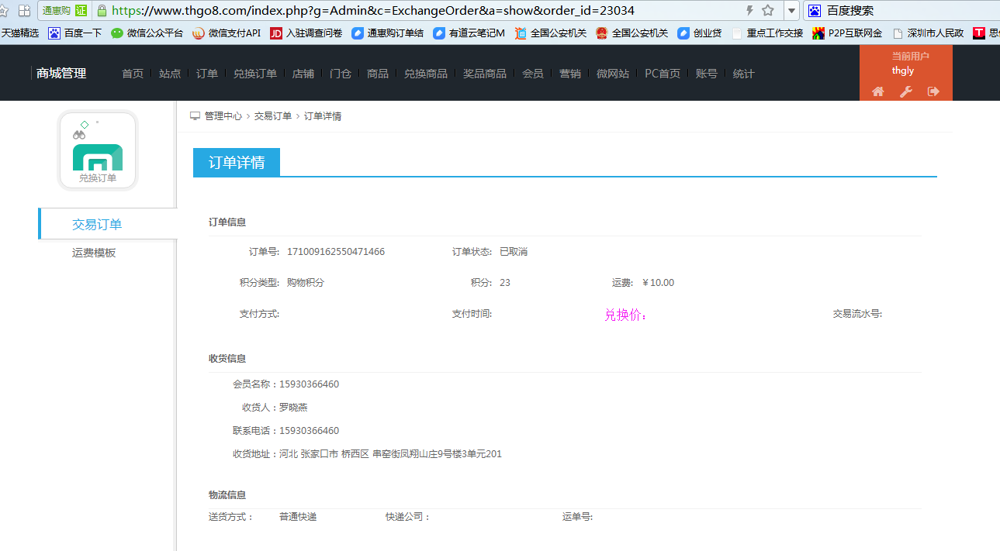 通惠购 证 https://www.thgo8.com/index.php?g=Admin&c=ExchangeOrder&a=show&order_id=23034 百度搜索
天猫精选 百度一下 微信公众平台 微信支付API JD 入驻调查问卷 通惠购订单结 有道云笔记M 全国公安机关 全国公安机关 创业贷 重点工作交接 P2P互联网金 深圳市人民政 T
商城管理 首页 站点 订单 兑换订单 店铺 门仓 商品 兑换商品 奖品商品 会员 营销 微网站 PC首页 账号 统计
当前用户
thgly
兑换订单
交易订单
运费模板
管理中心 > 交易订单 > 订单详情
订单详情
订单信息
订单号: 171009162550471466 订单状态: 已取消
积分类型: 购物积分 积分: 23 运费: ￥10.00
支付方式: 支付时间: 兑换价： 交易流水号:
收货信息
会员名称：15930366460
收货人：罗晓燕
联系电话：15930366460
收货地址：河北 张家口市 桥西区 串窑街凤翔山庄9号楼3单元201
物流信息
送货方式： 普通快递 快递公司： 运单号: